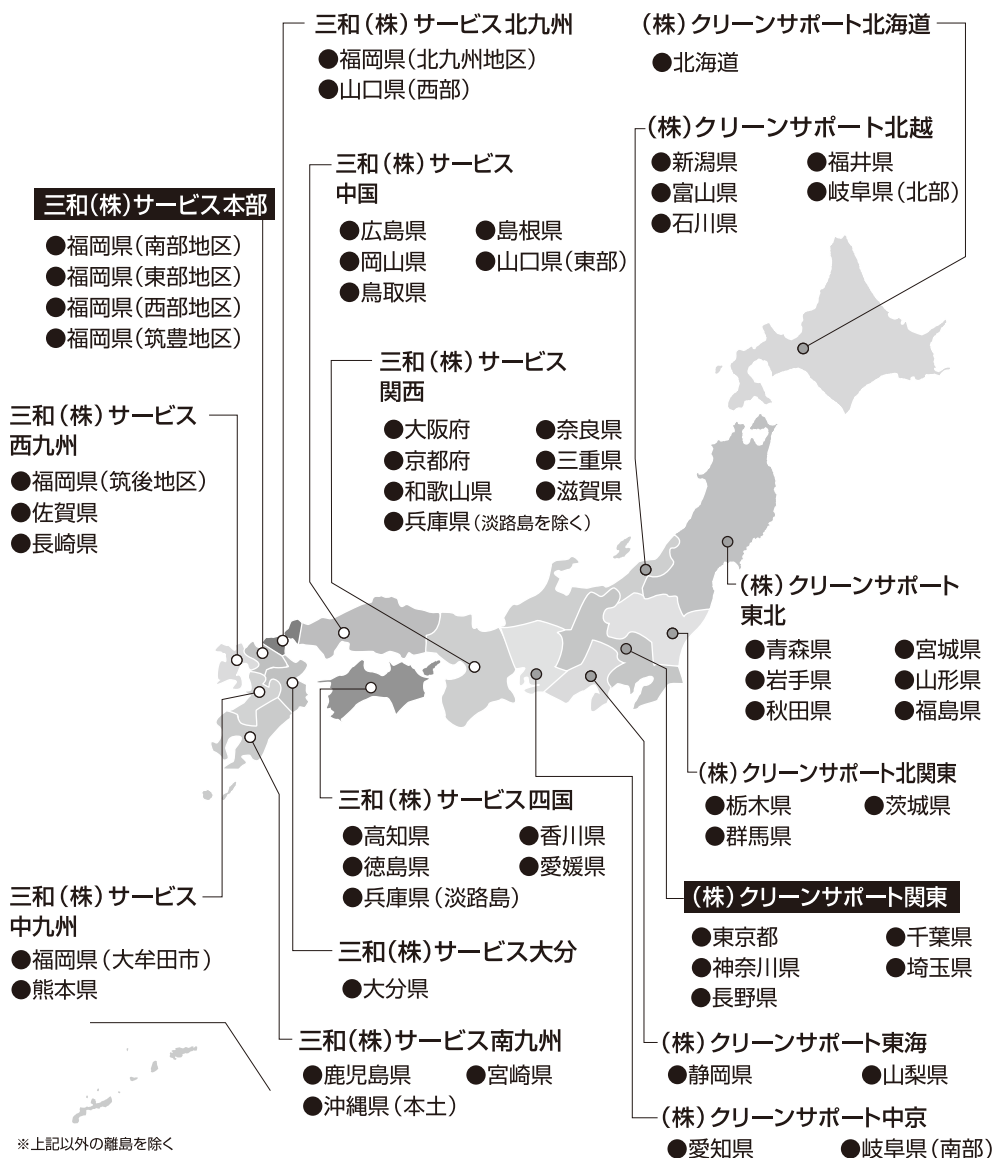 三和（株）サービス北九州
●福岡県（北九州地区）
●山口県（西部）
（株）クリーンサポート北海道
●北海道
（株）クリーンサポート北越
●新潟県 ●福井県
●富山県 ●岐阜県（北部）
●石川県
三和（株）サービス
中国
●広島県 ●島根県
●岡山県 ●山口県（東部）
●鳥取県
三和（株）サービス本部
●福岡県（南部地区）
●福岡県（東部地区）
●福岡県（西部地区）
●福岡県（筑豊地区）
三和（株）サービス
関西
●大阪府 ●奈良県
●京都府 ●三重県
●和歌山県 ●滋賀県
●兵庫県（淡路島を除く）
三和（株）サービス
西九州
●福岡県（筑後地区）
●佐賀県
●長崎県
（株）クリーンサポート
東北
●青森県 ●宮城県
●岩手県 ●山形県
●秋田県 ●福島県
（株）クリーンサポート北関東
●栃木県 ●茨城県
●群馬県
三和（株）サービス四国
●高知県 ●香川県
●徳島県 ●愛媛県
●兵庫県（淡路島）
（株）クリーンサポート関東
●東京都 ●千葉県
●神奈川県 ●埼玉県
●長野県
三和（株）サービス
中九州
●福岡県（大牟田市）
●熊本県
三和（株）サービス大分
●大分県
三和（株）サービス南九州
●鹿児島県 ●宮崎県
●沖縄県（本土）
（株）クリーンサポート東海
●静岡県 ●山梨県
（株）クリーンサポート中京
●愛知県 ●岐阜県（南部）
※上記以外の離島を除く